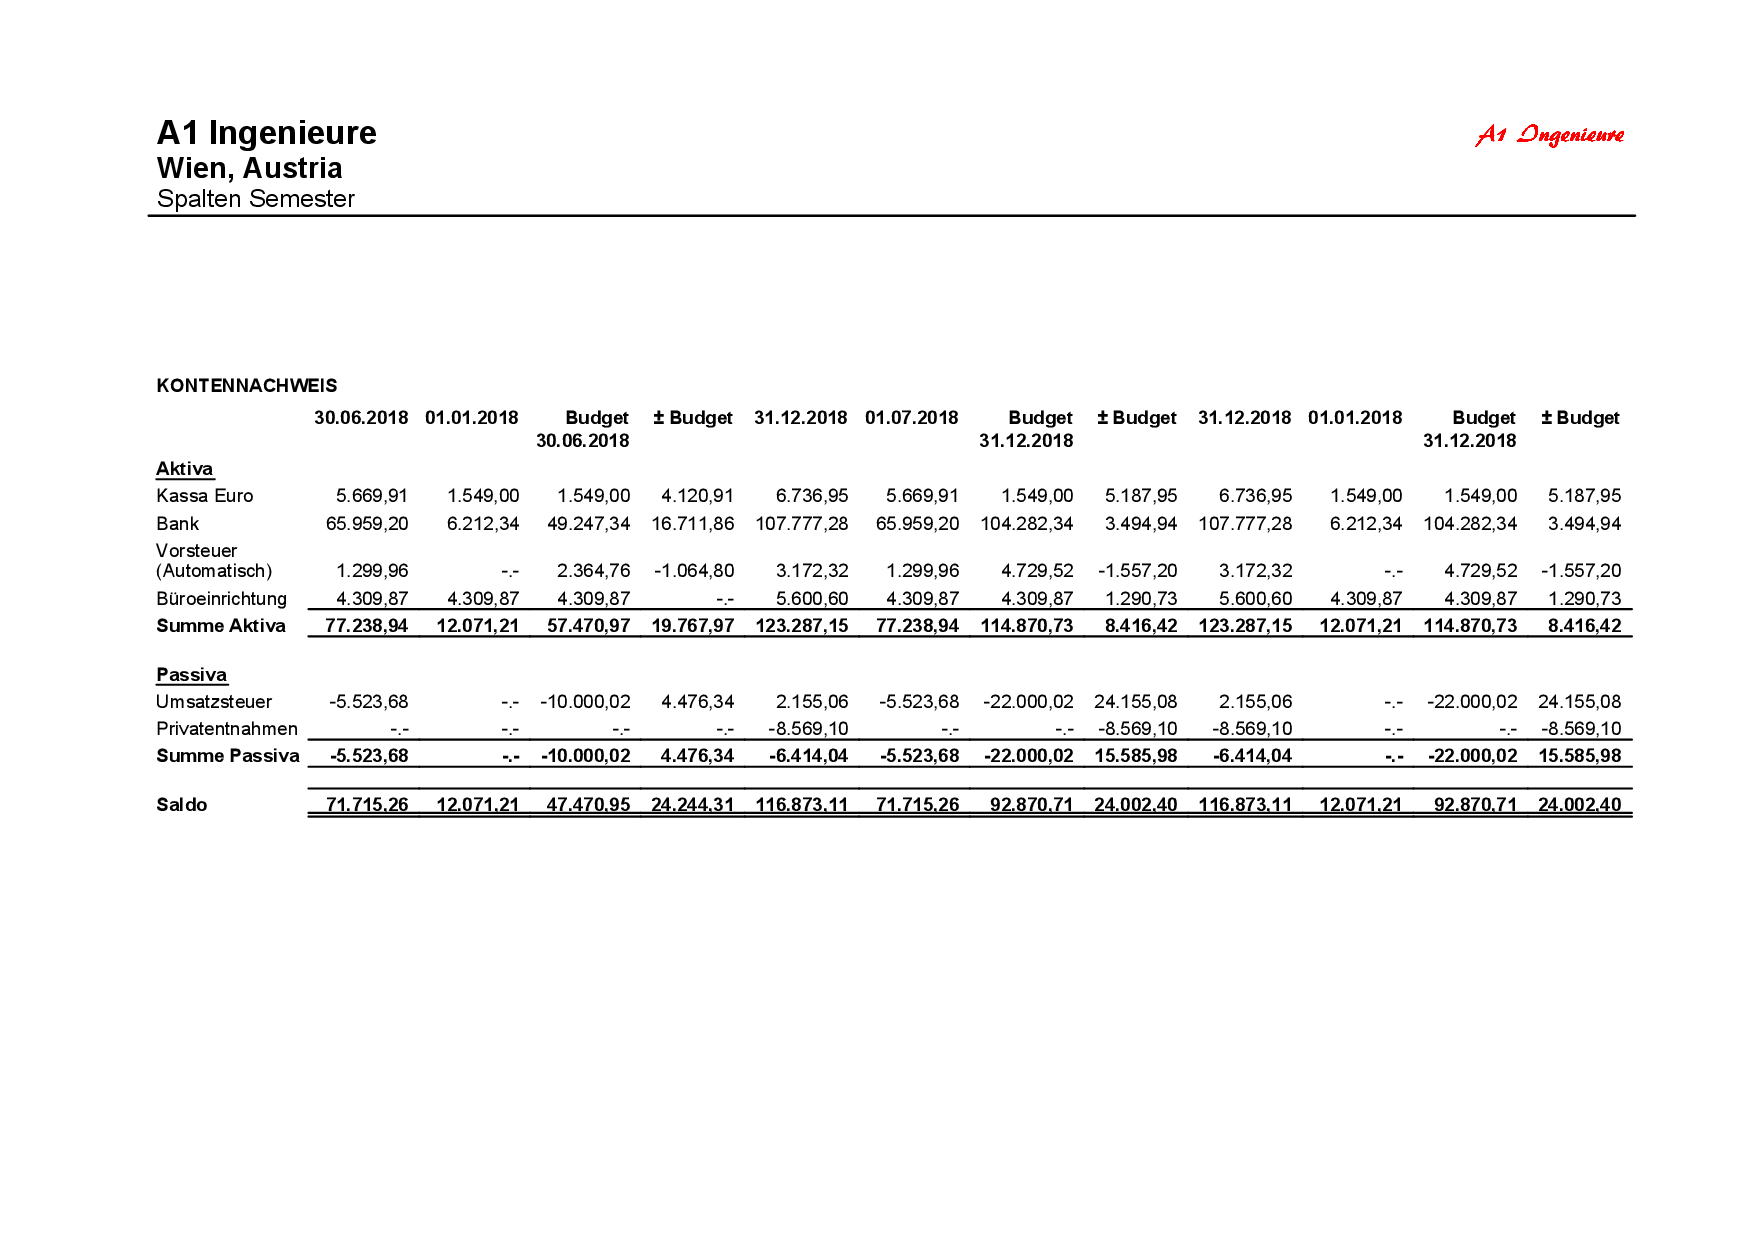 A1 Ingenieure
A1 Ingenieure
Wien, Austria
Spalten Semester
KONTENNACHWEIS
30.06.2018 01.01.2018 Budget ± Budget 31.12.2018 01.07.2018 Budget ± Budget 31.12.2018 01.01.2018 Budget ± Budget
30.06.2018 31.12.2018 31.12.2018
Aktiva
Kassa Euro 5.669,91 1.549,00 1.549,00 4.120,91 6.736,95 5.669,91 1.549,00 5.187,95 6.736,95 1.549,00 1.549,00 5.187,95
Bank 65.959,20 6.212,34 49.247,34 16.711,86 107.777,28 65.959,20 104.282,34 3.494,94 107.777,28 6.212,34 104.282,34 3.494,94
Vorsteuer
(Automatisch) 1.299,96 -.- 2.364,76 -1.064,80 3.172,32 1.299,96 4.729,52 -1.557,20 3.172,32 -.- 4.729,52 -1.557,20
Büroeinrichtung 4.309,87 4.309,87 4.309,87 -.- 5.600,60 4.309,87 4.309,87 1.290,73 5.600,60 4.309,87 4.309,87 1.290,73
Summe Aktiva 77.238,94 12.071,21 57.470,97 19.767,97 123.287,15 77.238,94 114.870,73 8.416,42 123.287,15 12.071,21 114.870,73 8.416,42
Passiva
Umsatzsteuer -5.523,68 -.- -10.000,02 4.476,34 2.155,06 -5.523,68 -22.000,02 24.155,08 2.155,06 -.- -22.000,02 24.155,08
Privatentnahmen -.- -.- -.- -.- -8.569,10 -.- -.- -8.569,10 -8.569,10 -.- -.- -8.569,10
Summe Passiva -5.523,68 -.- -10.000,02 4.476,34 -6.414,04 -5.523,68 -22.000,02 15.585,98 -6.414,04 -.- -22.000,02 15.585,98
Saldo 71.715,26 12.071,21 47.470,95 24.244,31 116.873,11 71.715,26 92.870,71 24.002,40 116.873,11 12.071,21 92.870,71 24.002,40